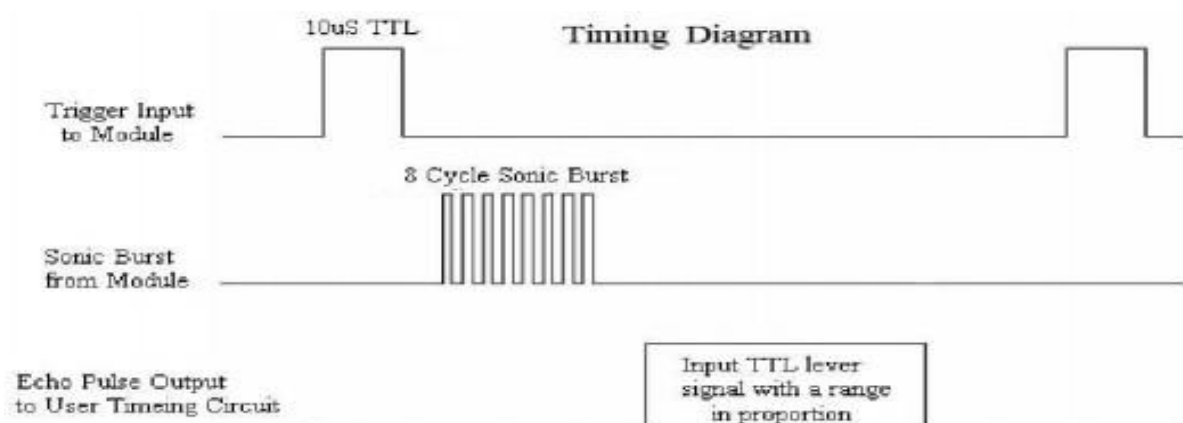 10uS TTL
Timing Diagram
Trigger Input
to Module
8 Cycle Sonic Burst
Sonic Burst
from Module
Echo Pulse Output
to User Timeing Circuit
Input TTL lever
signal with a range
in proportion